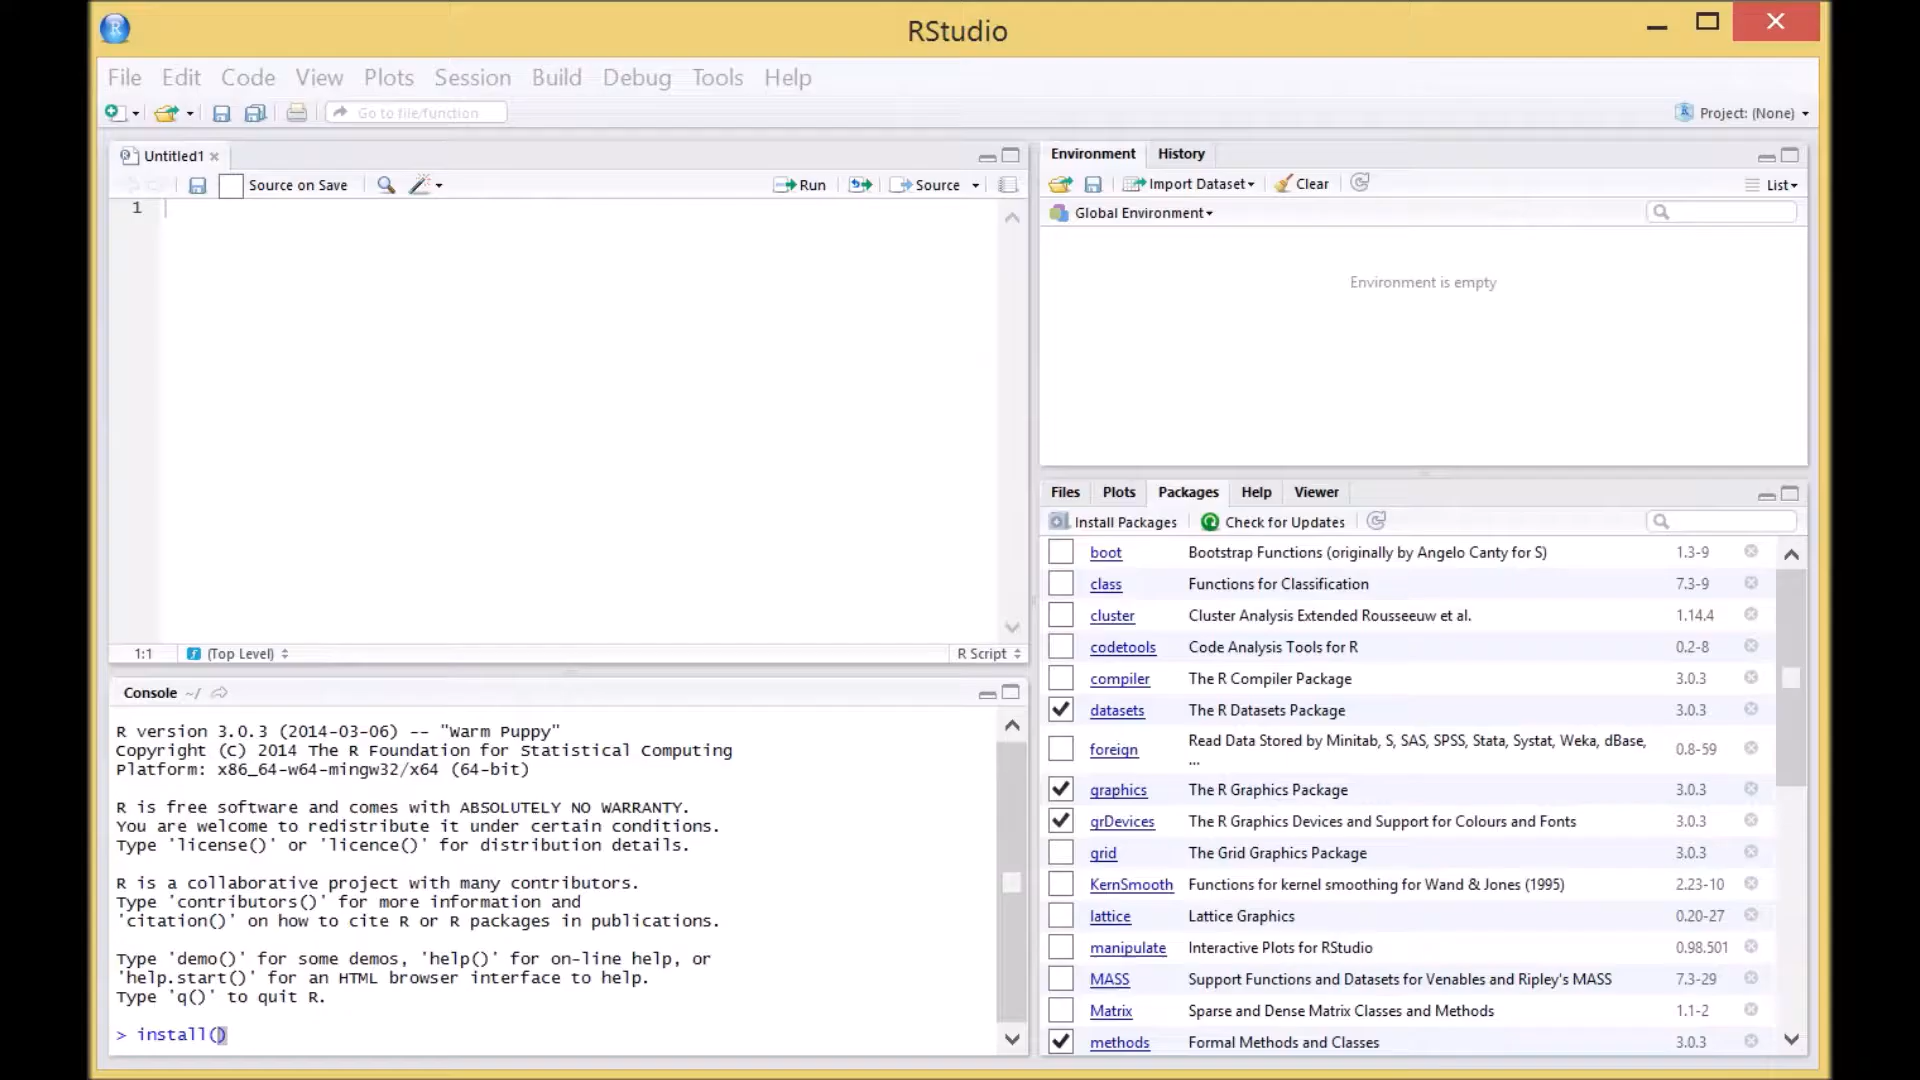 RStudio
File Edit Code View Plots Session Build Debug Tools Help
Go to file/function
Project: (None)
Untitled1
Source on Save Run Source
1
1:1 (Top Level) R Script
Console ~/
R version 3.0.3 (2014-03-06) -- "Warm Puppy"
Copyright (C) 2014 The R Foundation for Statistical Computing
Platform: x86_64-w64-mingw32/x64 (64-bit)
R is free software and comes with ABSOLUTELY NO WARRANTY.
You are welcome to redistribute it under certain conditions.
Type 'license()' or 'licence()' for distribution details.
R is a collaborative project with many contributors.
Type 'contributors()' for more information and
'citation()' on how to cite R or R packages in publications.
Type 'demo()' for some demos, 'help()' for on-line help, or
'help.start()' for an HTML browser interface to help.
Type 'q()' to quit R.
> install()
Environment History
Import Dataset Clear List
Global Environment
Environment is empty
Files Plots Packages Help Viewer
Install Packages Check for Updates
boot Bootstrap Functions (originally by Angelo Canty for S) 1.3-9
class Functions for Classification 7.3-9
cluster Cluster Analysis Extended Rousseeuw et al. 1.14.4
codetools Code Analysis Tools for R 0.2-8
compiler The R Compiler Package 3.0.3
datasets The R Datasets Package 3.0.3
foreign Read Data Stored by Minitab, S, SAS, SPSS, Stata, Systat, Weka, dBase, ... 0.8-59
graphics The R Graphics Package 3.0.3
grDevices The R Graphics Devices and Support for Colours and Fonts 3.0.3
grid The Grid Graphics Package 3.0.3
KernSmooth Functions for kernel smoothing for Wand & Jones (1995) 2.23-10
lattice Lattice Graphics 0.20-27
manipulate Interactive Plots for RStudio 0.98.501
MASS Support Functions and Datasets for Venables and Ripley's MASS 7.3-29
Matrix Sparse and Dense Matrix Classes and Methods 1.1-2
methods Formal Methods and Classes 3.0.3